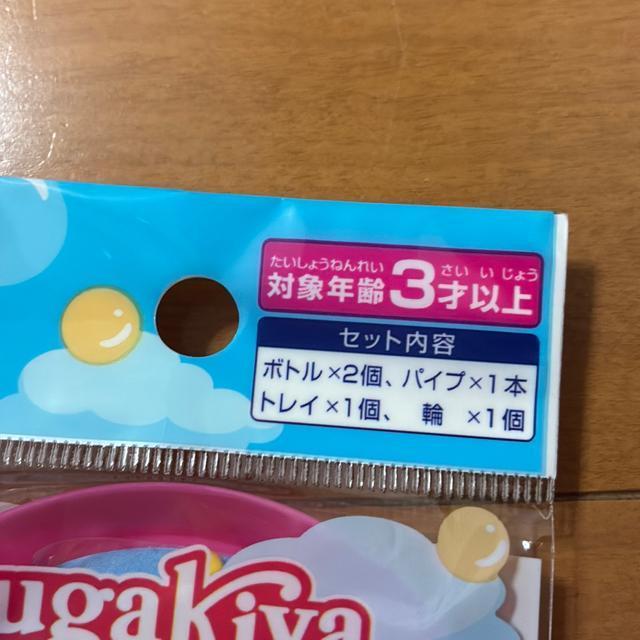 たいしょうねんれい さい い じょう
対象年齢3才以上
セット内容
ボトル×2個、パイプ×1本
トレイ×1個、 輪 ×1個
ugakiya